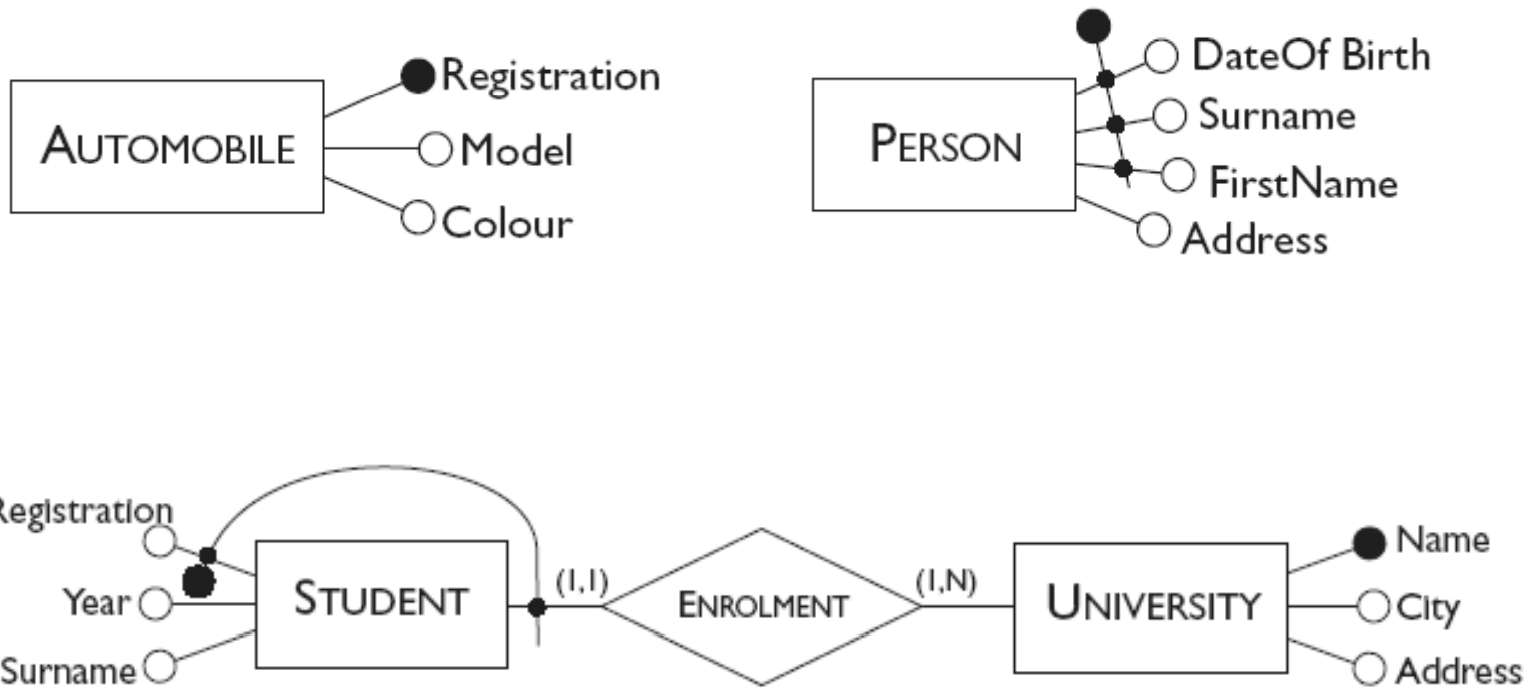 Registration
AUTOMOBILE
Model
Colour
DateOf Birth
Surname
PERSON
FirstName
Address
Registration
Year
Surname
STUDENT
(1,1)
ENROLMENT
(1,N)
UNIVERSITY
Name
City
Address